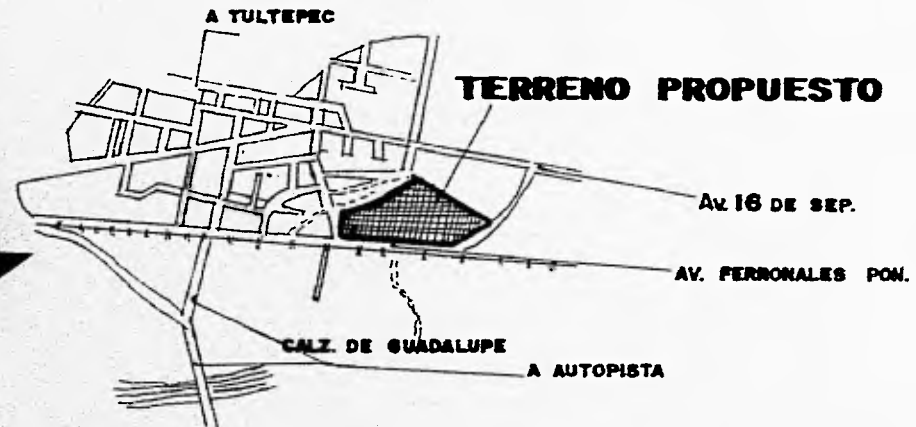 A TULTEPEC
TERRENO PROPUESTO
AV. 16 DE SEP.
AV. FERRONALES PON.
CALZ. DE GUADALUPE
A AUTOPISTA